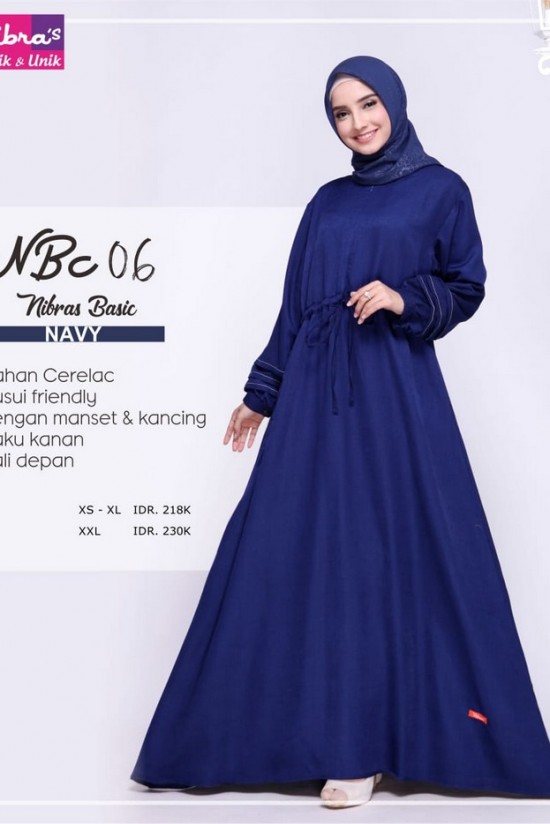 ibra's
ik & Unik
NBc 06
Nibras Basic
NAVY
ahan Cerelac
usui friendly
engan manset & kancing
aku kanan
ali depan
XS - XL IDR. 218K
XXL IDR. 230K